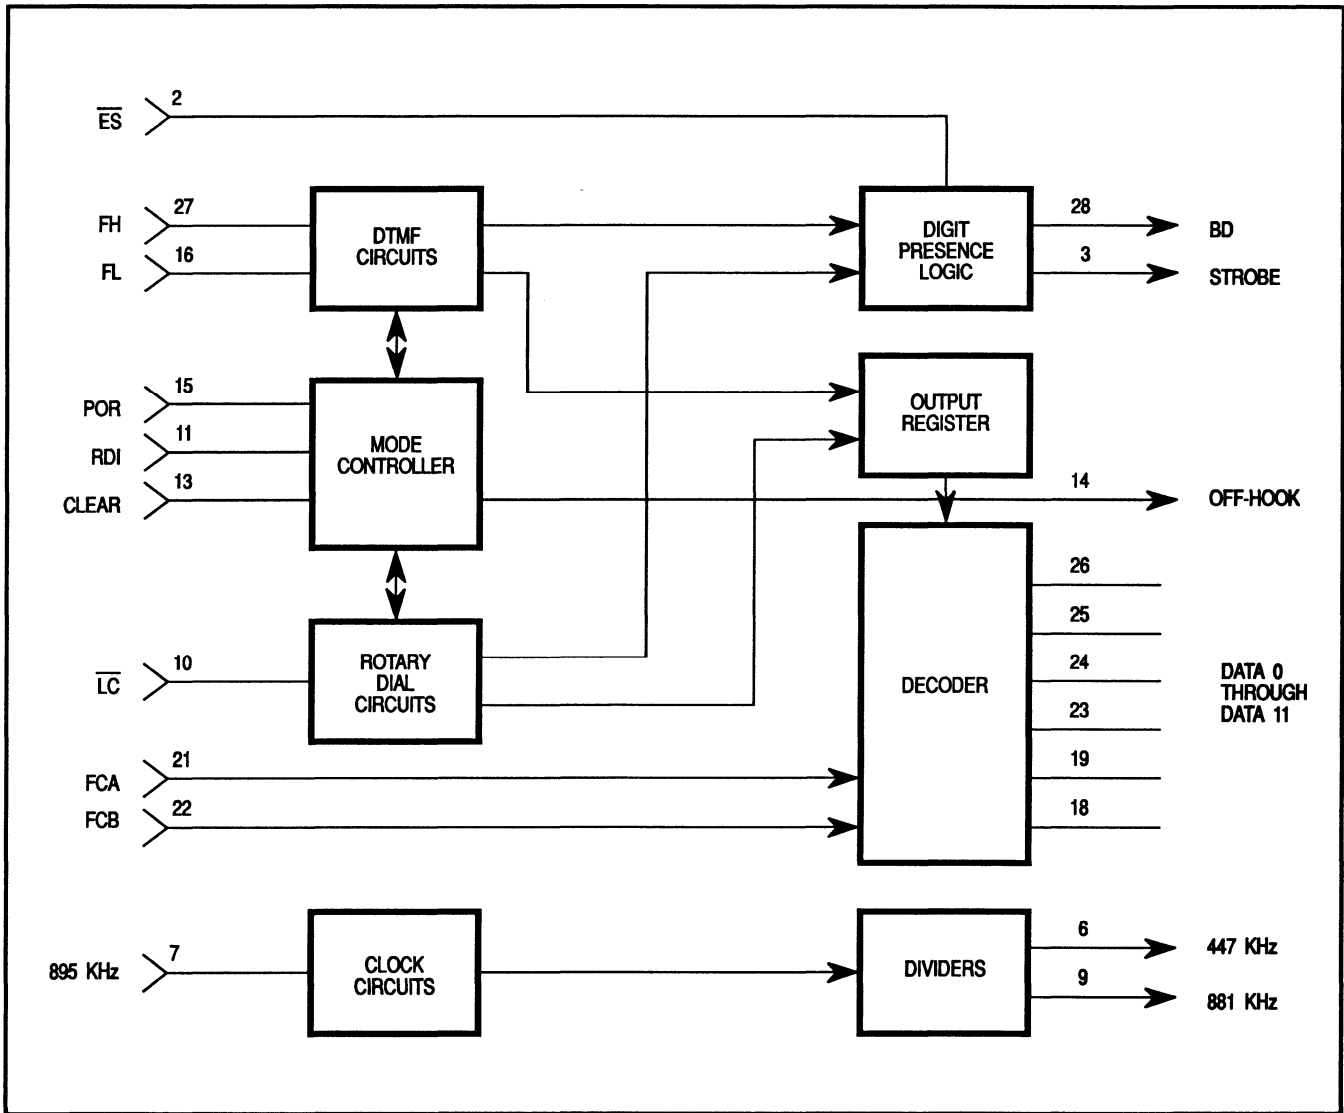 2
E̅S̅
27
28
FH
DTMF
CIRCUITS
DIGIT
PRESENCE
LOGIC
BD
16
3
FL
STROBE
15
POR
MODE
CONTROLLER
OUTPUT
REGISTER
11
RDI
13
14
CLEAR
OFF-HOOK
26
25
10
L̅C̅
ROTARY
DIAL
CIRCUITS
DECODER
24
DATA 0
THROUGH
DATA 11
23
21
19
FCA
22
18
FCB
7
6
895 KHz
CLOCK
CIRCUITS
DIVIDERS
447 KHz
9
881 KHz